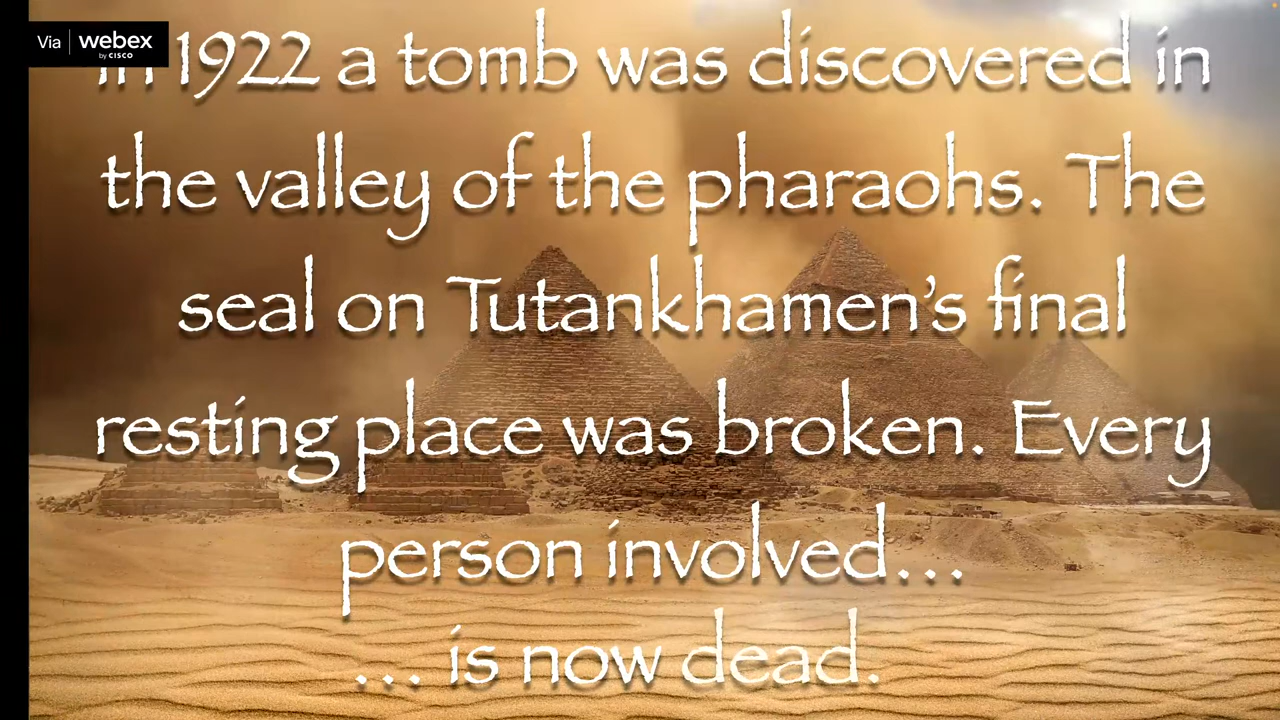 Via webex
by CISCO
In 1922 a tomb was discovered in
the valley of the pharaohs. The
seal on Tutankhamen's final
resting place was broken. Every
person involved...
... is now dead.